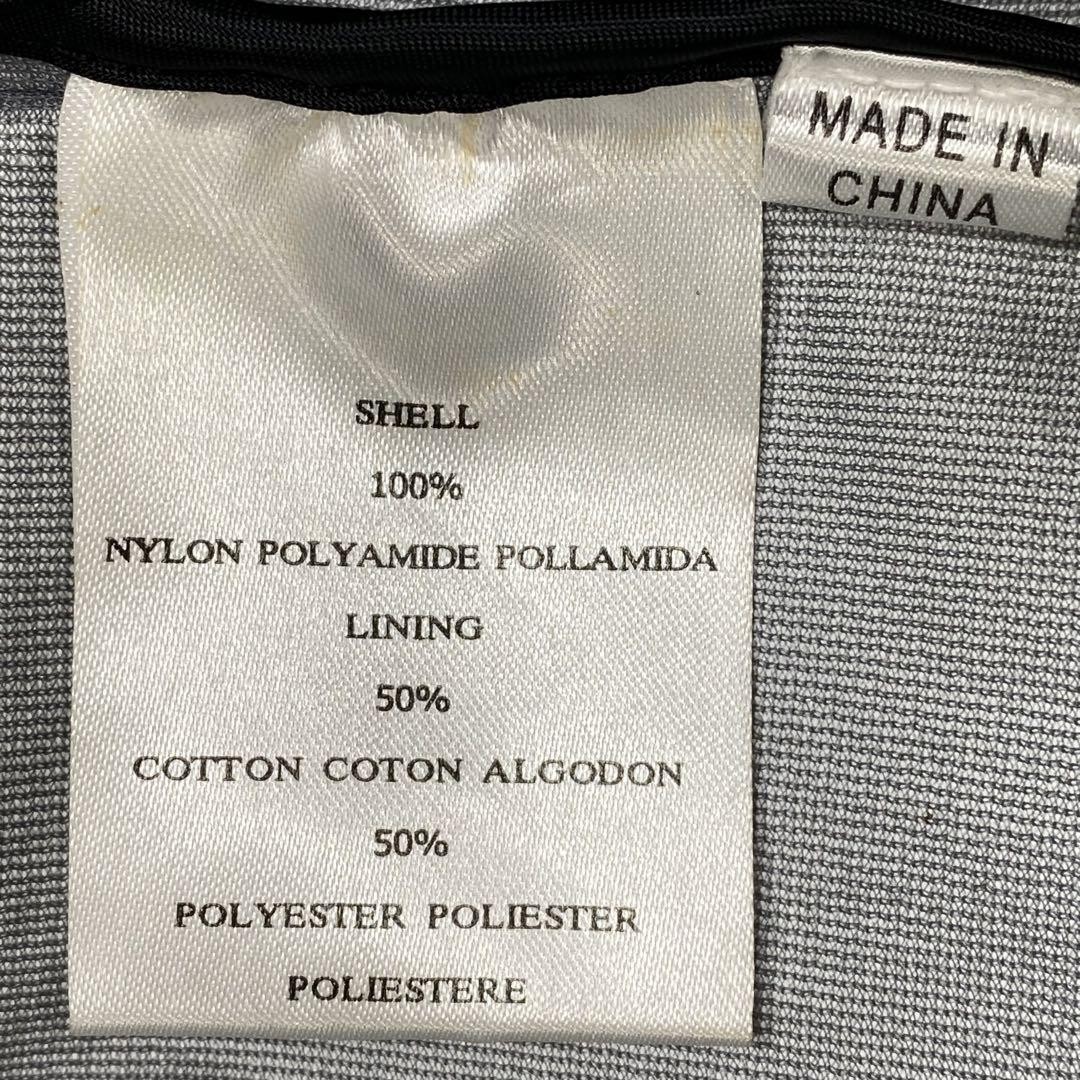 MADE IN
CHINA
SHELL
100%
NYLON POLYAMIDE POLLAMIDA
LINING
50%
COTTON COTON ALGODON
50%
POLYESTER POLIESTER
POLIESTERE